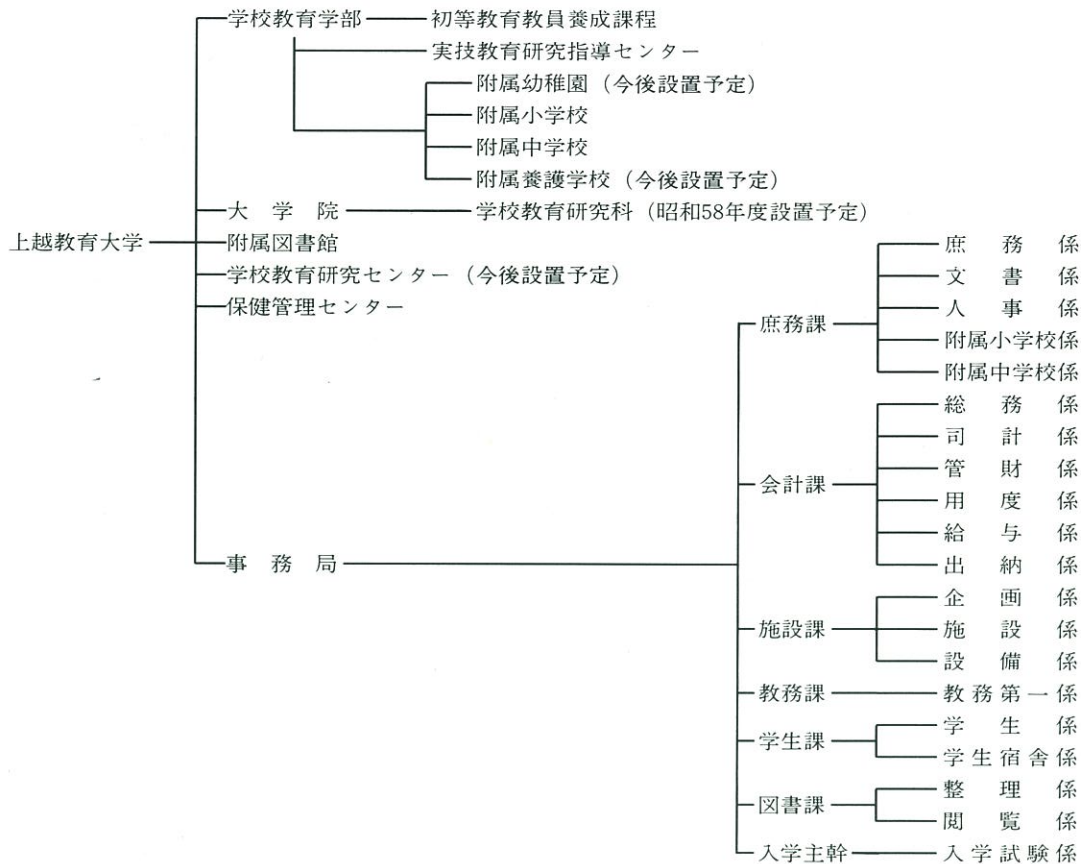 学校教育学部 初等教育教員養成課程
実技教育研究指導センター
附属幼稚園（今後設置予定）
附属小学校
附属中学校
附属養護学校（今後設置予定）
大学院 学校教育研究科（昭和58年度設置予定）
上越教育大学 附属図書館
学校教育研究センター（今後設置予定）
保健管理センター
事務局
庶務課
庶務係
文書係
人事係
附属小学校係
附属中学校係
会計課
総務係
司計係
管財係
用度係
給与係
出納係
施設課
企画係
施設係
設備係
教務課 教務第一係
学生課
学生係
学生宿舎係
図書課
整理係
閲覧係
入学主幹 入学試験係